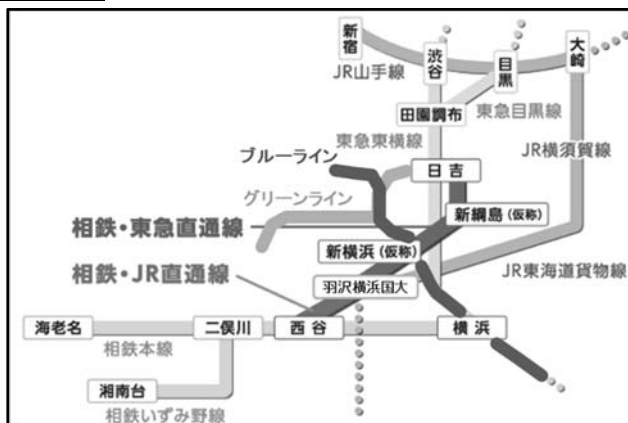 新宿
渋谷
目黒
大崎
JR山手線
田園調布
東急目黒線
東急東横線
JR横須賀線
ブルーライン
日吉
グリーンライン
新綱島(仮称)
相鉄・東急直通線
新横浜(仮称)
相鉄・JR直通線
羽沢横浜国大
JR東海道貨物線
海老名
二俣川
西谷
横浜
相鉄本線
湘南台
相鉄いずみ野線